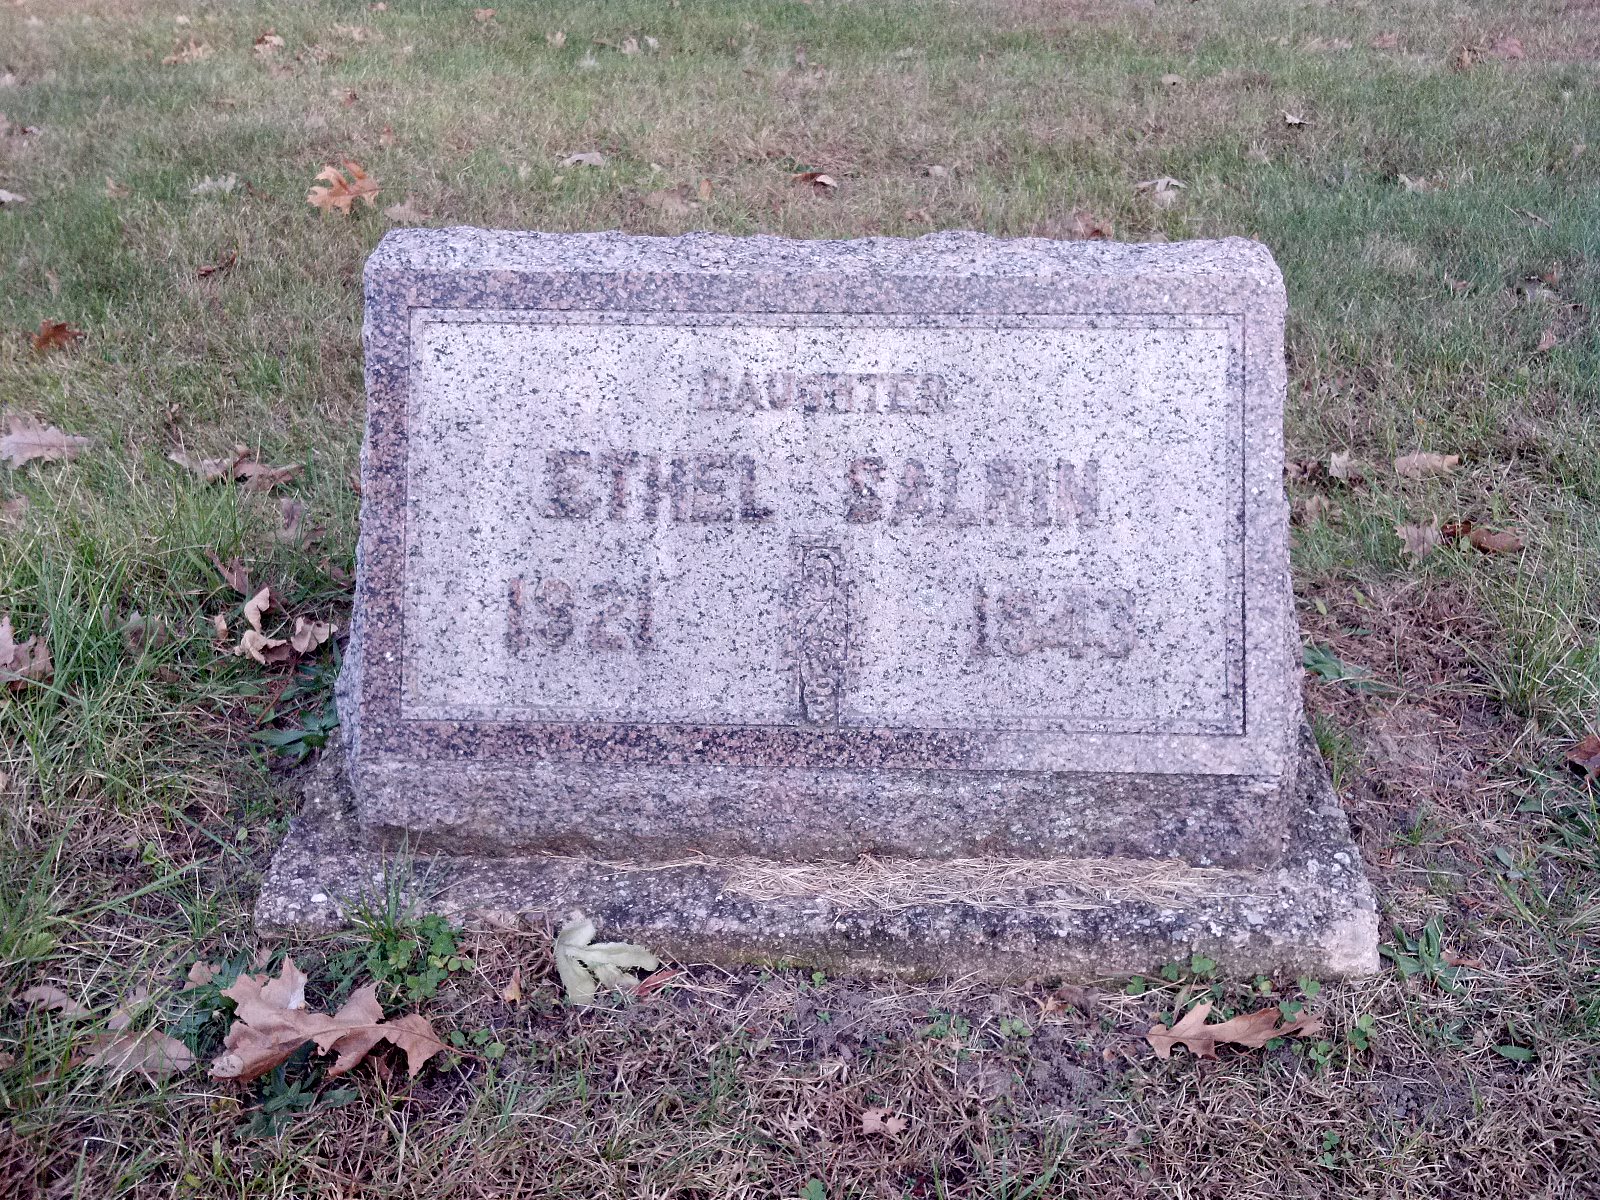 DAUGHTER
ETHEL SALRIN
1921 1943